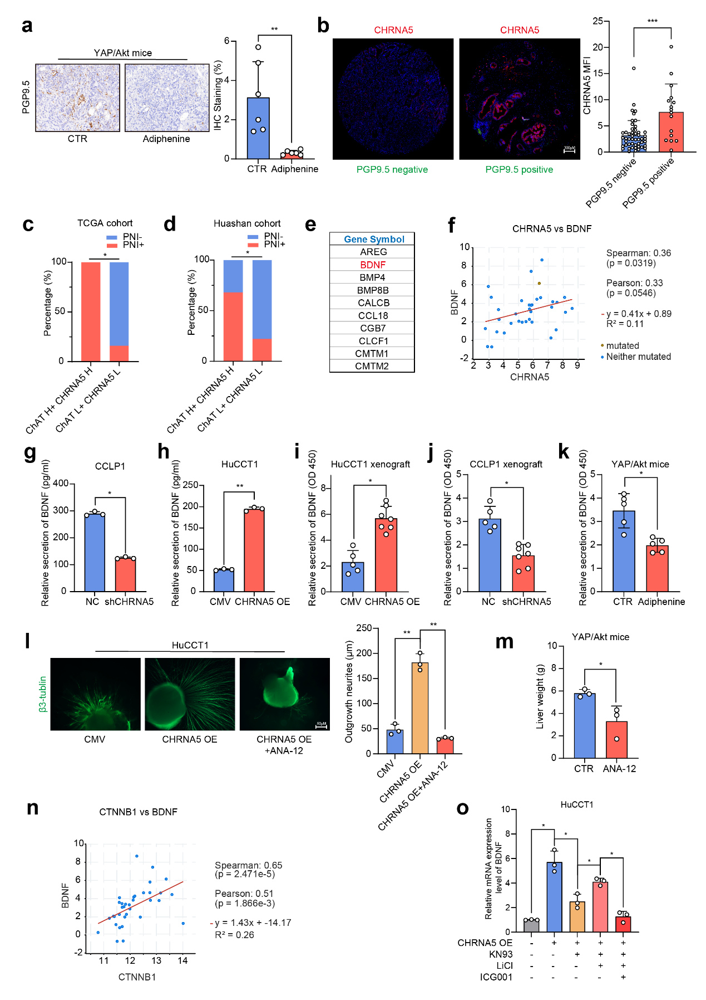 a
YAP/Akt mice
PGP9.5
CTR
Adiphenine
IHC Staining (%)
6
4
2
0
**
CTR Adiphenine
b
CHRNA5
CHRNA5
300μM
PGP9.5 negative
PGP9.5 positive
CHRNA5 MFI
25
20
15
10
5
0
***
PGP9.5 negtive
PGP9.5 positive
c
TCGA cohort
PNI-
PNI+
*
Percentage (%)
100
50
0
ChAT H+ CHRNA5 H
ChAT L+ CHRNA5 L
d
Huashan cohort
PNI-
PNI+
*
Percentage (%)
100
50
0
ChAT H+ CHRNA5 H
ChAT L+ CHRNA5 L
e
Gene Symbol
AREG
BDNF
BMP4
BMP8B
CALCB
CCL18
CGB7
CLCF1
CMTM1
CMTM2
f
CHRNA5 vs BDNF
BDNF
10
8
6
4
2
0
-2
2 3 4 5 6 7 8 9
CHRNA5
Spearman: 0.36
(p = 0.0319)
Pearson: 0.33
(p = 0.0546)
y = 0.41x + 0.89
R² = 0.11
mutated
Neither mutated
g
CCLP1
Relative secretion of BDNF (pg/ml)
400
300
200
100
0
*
NC shCHRNA5
h
HuCCT1
Relative secretion of BDNF (pg/ml)
250
200
150
100
50
0
**
CMV CHRNA5 OE
i
HuCCT1 xenograft
Relative secretion of BDNF (OD 450)
8
6
4
2
0
*
CMV CHRNA5 OE
j
CCLP1 xenograft
Relative secretion of BDNF (OD 450)
5
4
3
2
1
0
*
NC shCHRNA5
k
YAP/Akt mice
Relative secretion of BDNF (OD 450)
5
4
3
2
1
0
*
CTR Adiphenine
l
HuCCT1
β3-tublin
50μM
CMV
CHRNA5 OE
CHRNA5 OE
+ANA-12
Outgrowth neurites (μm)
250
200
150
100
50
0
**
**
CMV
CHRNA5 OE
CHRNA5 OE+ANA-12
m
YAP/Akt mice
Liver weight (g)
10
8
6
4
2
0
*
CTR ANA-12
n
CTNNB1 vs BDNF
BDNF
10
8
6
4
2
0
-2
11 12 13 14
CTNNB1
Spearman: 0.65
(p = 2.471e-5)
Pearson: 0.51
(p = 1.866e-3)
y = 1.43x + -14.17
R² = 0.26
o
HuCCT1
Relative mRNA expression
level of BDNF
10
8
6
4
2
0
*
*
*
*
CHRNA5 OE - + + + +
KN93 - - + + +
LiCl - - - + +
ICG001 - - - - +